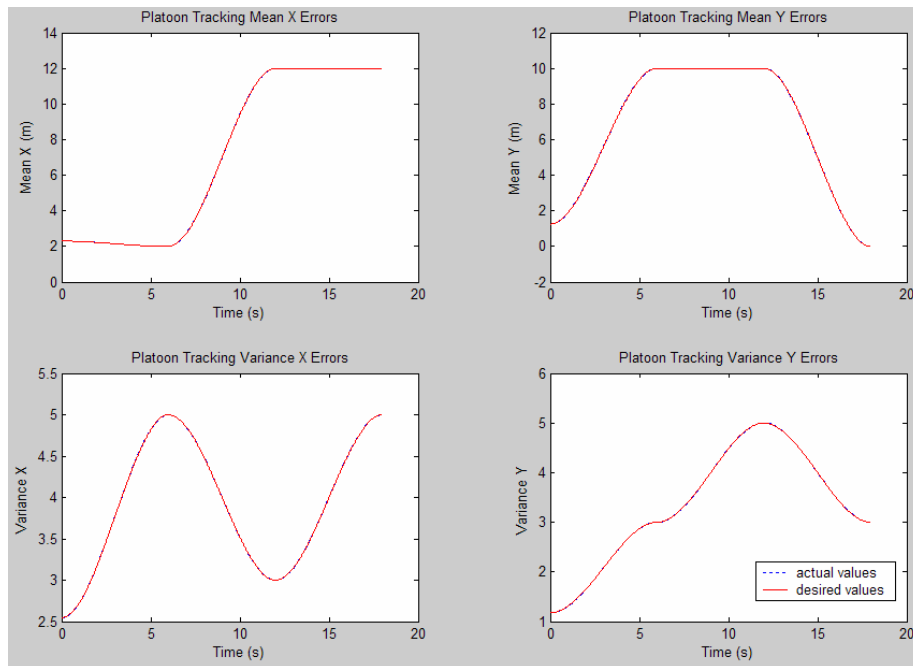 Platoon Tracking Mean X Errors
14
12
10
8
6
4
2
0
Mean X (m)
0 5 10 15 20
Time (s)
Platoon Tracking Mean Y Errors
12
10
8
6
4
2
0
-2
Mean Y (m)
0 5 10 15 20
Time (s)
Platoon Tracking Variance X Errors
5.5
5
4.5
4
3.5
3
2.5
Variance X
0 5 10 15 20
Time (s)
Platoon Tracking Variance Y Errors
6
5
4
3
2
1
Variance Y
actual values
desired values
0 5 10 15 20
Time (s)